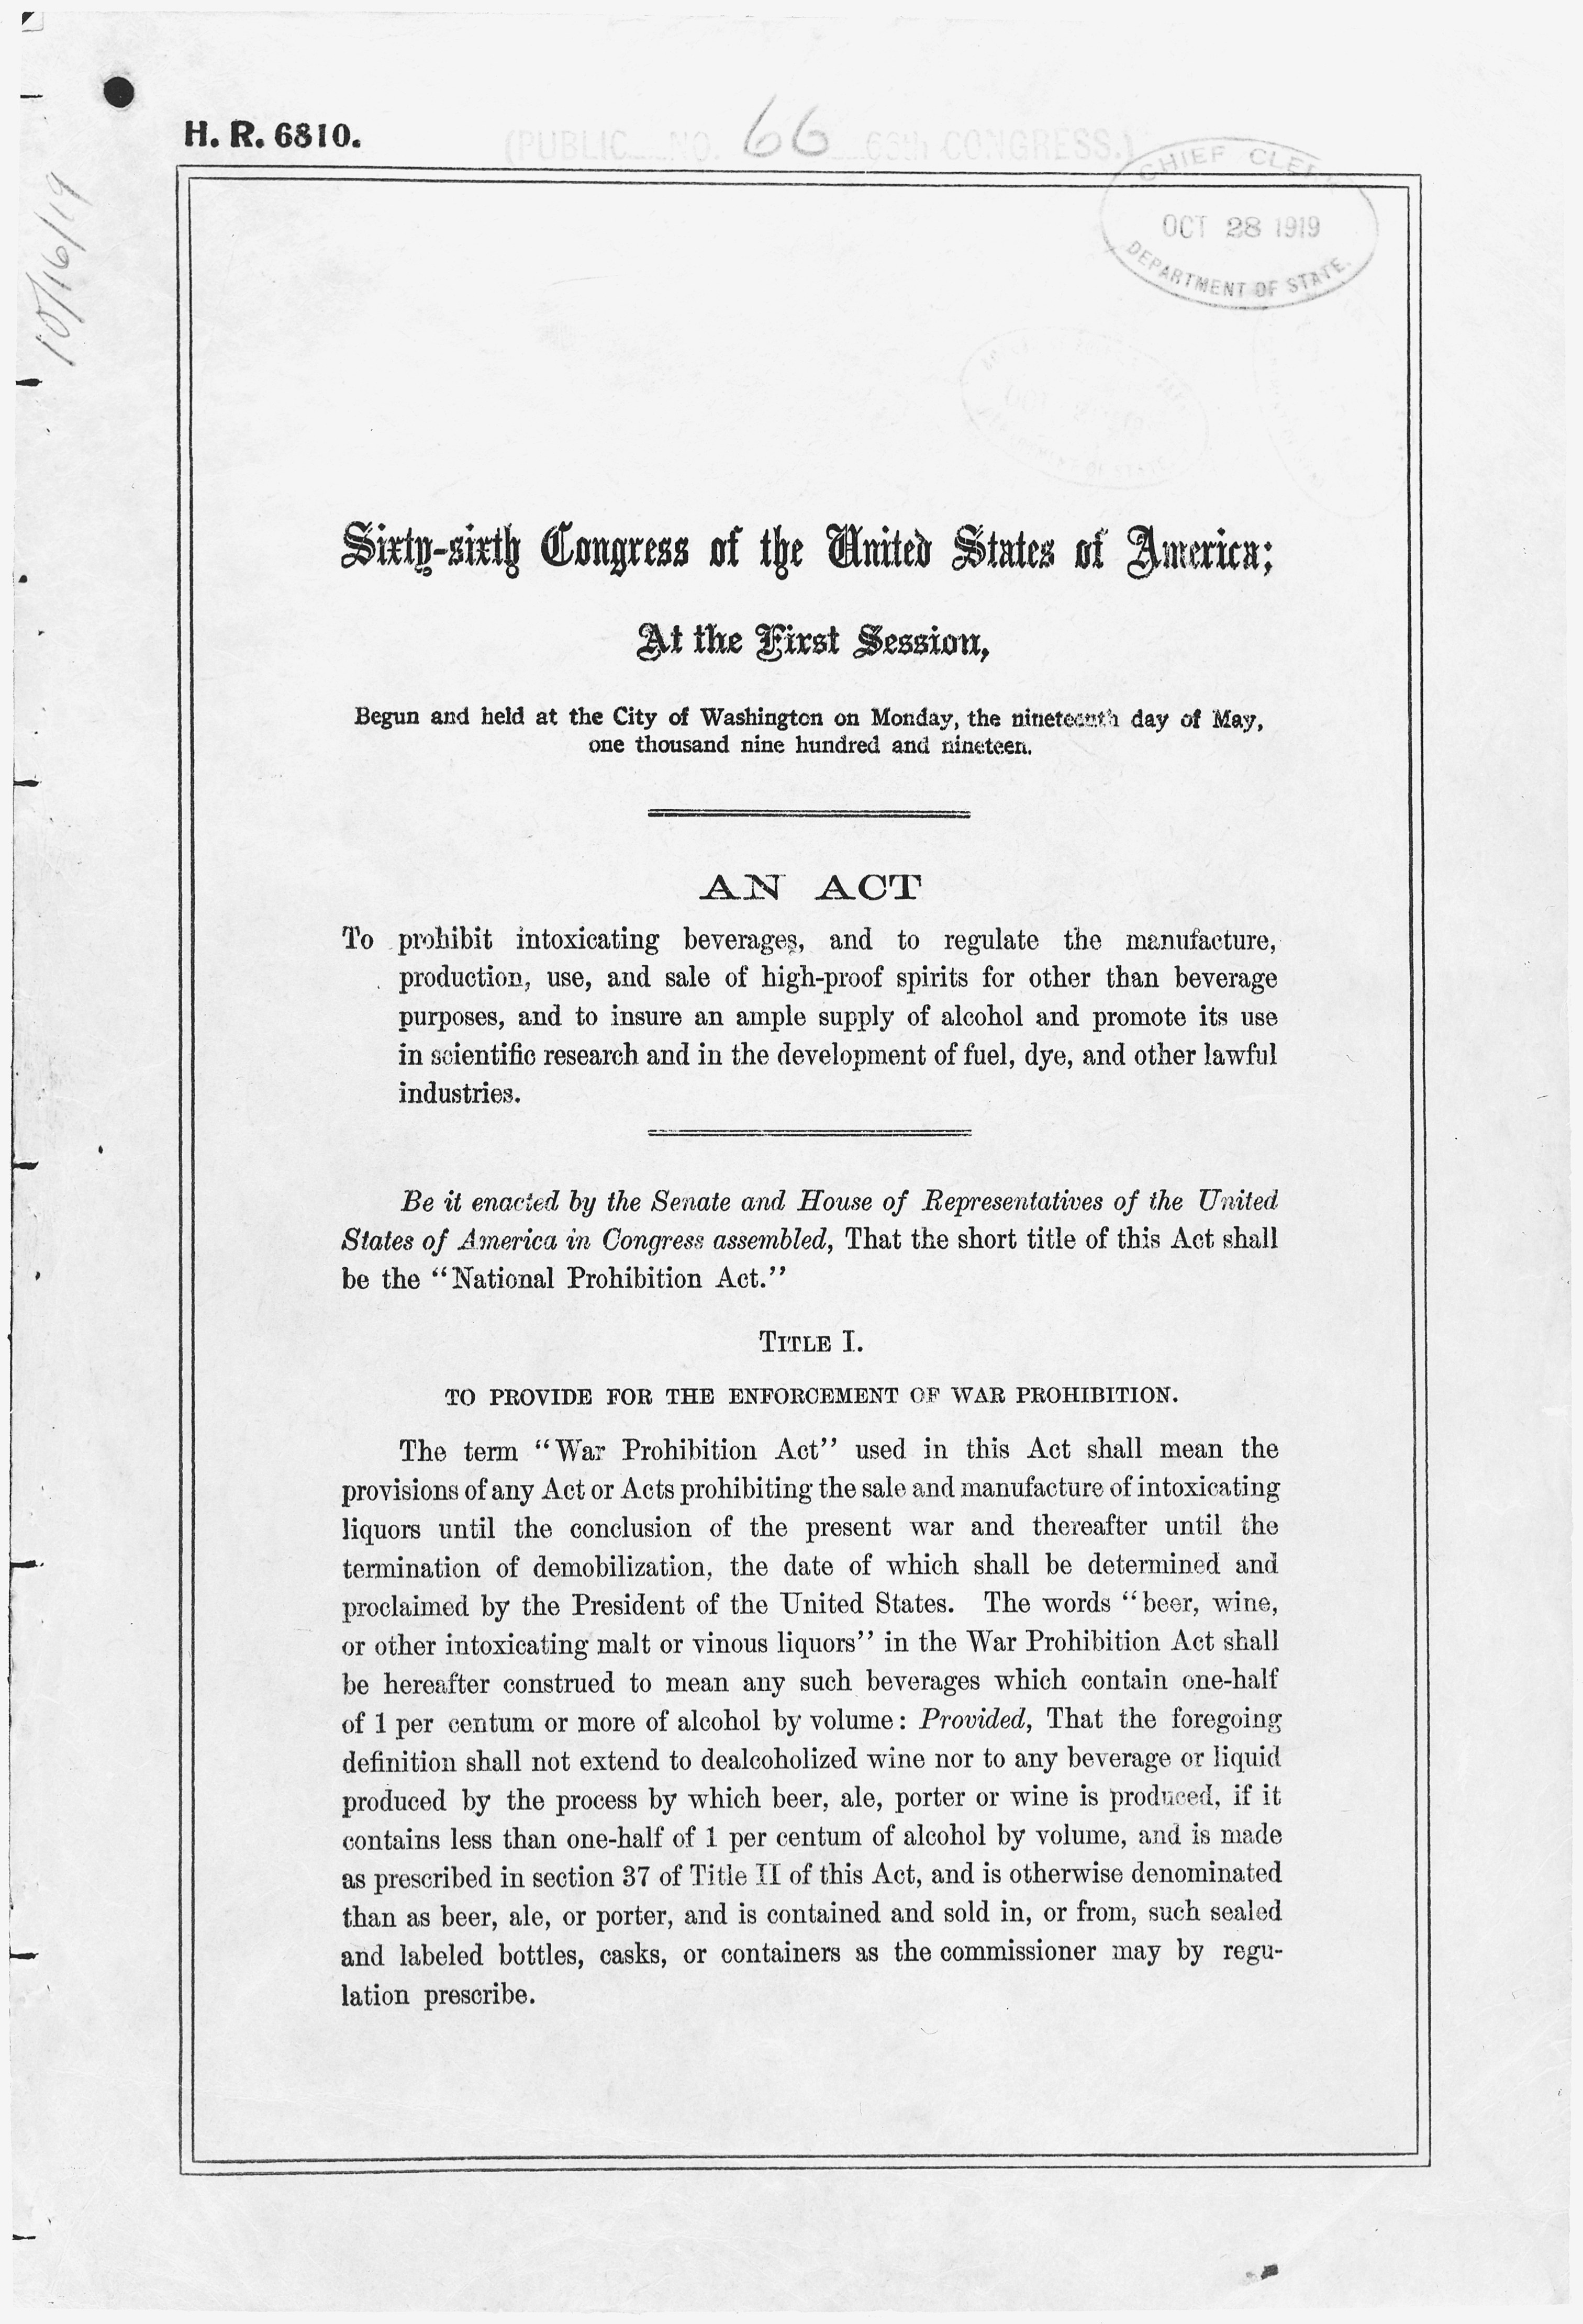 H. R. 6810.
(PUBLIC NO. 66 66th CONGRESS.)
CHIEF CLERK
OCT 28 1919
DEPARTMENT OF STATE.
10/16/19
Sixty-sixth Congress of the United States of America;
At the First Session,
Begun and held at the City of Washington on Monday, the nineteenth day of May,
one thousand nine hundred and nineteen.
AN ACT
To prohibit intoxicating beverages, and to regulate the manufacture,
production, use, and sale of high-proof spirits for other than beverage
purposes, and to insure an ample supply of alcohol and promote its use
in scientific research and in the development of fuel, dye, and other lawful
industries.
Be it enacted by the Senate and House of Representatives of the United
States of America in Congress assembled, That the short title of this Act shall
be the “National Prohibition Act.”
TITLE I.
TO PROVIDE FOR THE ENFORCEMENT OF WAR PROHIBITION.
The term “War Prohibition Act” used in this Act shall mean the
provisions of any Act or Acts prohibiting the sale and manufacture of intoxicating
liquors until the conclusion of the present war and thereafter until the
termination of demobilization, the date of which shall be determined and
proclaimed by the President of the United States. The words “beer, wine,
or other intoxicating malt or vinous liquors” in the War Prohibition Act shall
be hereafter construed to mean any such beverages which contain one-half
of 1 per centum or more of alcohol by volume: Provided, That the foregoing
definition shall not extend to dealcoholized wine nor to any beverage or liquid
produced by the process by which beer, ale, porter or wine is produced, if it
contains less than one-half of 1 per centum of alcohol by volume, and is made
as prescribed in section 37 of Title II of this Act, and is otherwise denominated
than as beer, ale, or porter, and is contained and sold in, or from, such sealed
and labeled bottles, casks, or containers as the commissioner may by regu-
lation prescribe.